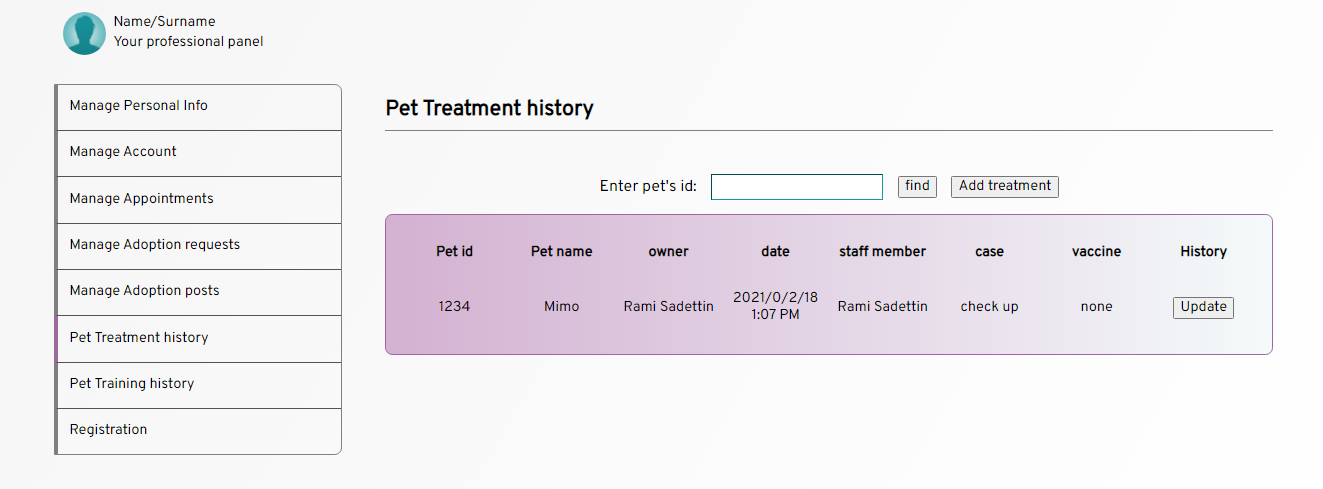 Name/Surname
Your professional panel
Manage Personal Info
Manage Account
Manage Appointments
Manage Adoption requests
Manage Adoption posts
Pet Treatment history
Pet Training history
Registration
Pet Treatment history
Enter pet's id: find Add treatment
Pet id Pet name owner date staff member case vaccine History
1234 Mimo Rami Sadettin 2021/0/2/18 1:07 PM Rami Sadettin check up none Update